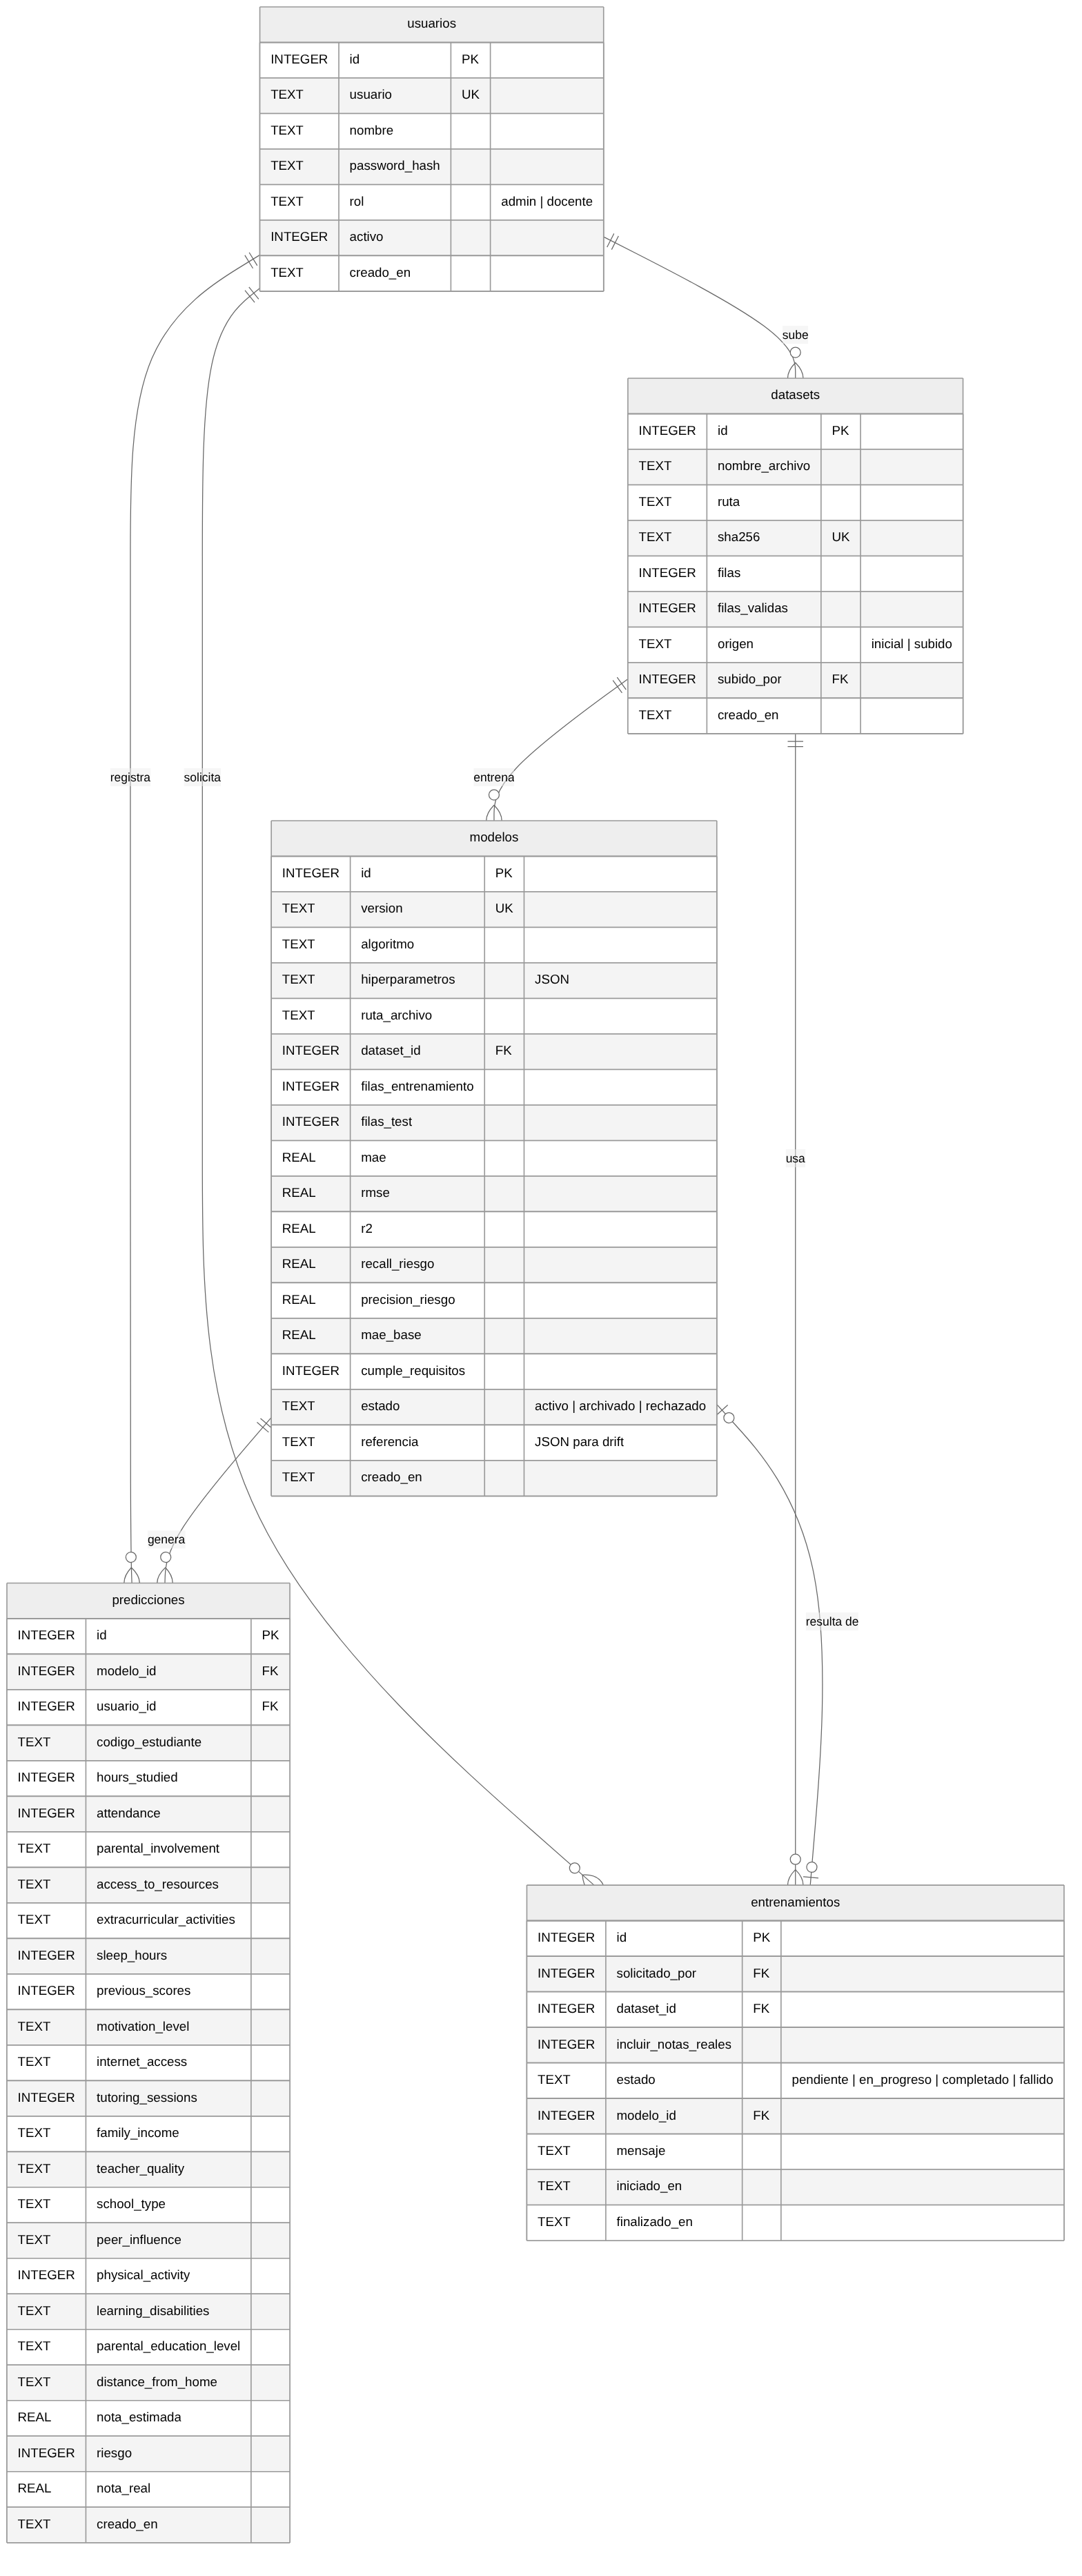 usuarios
INTEGER id PK
TEXT usuario UK
TEXT nombre
TEXT password_hash
TEXT rol admin | docente
INTEGER activo
TEXT creado_en
sube
datasets
INTEGER id PK
TEXT nombre_archivo
TEXT ruta
TEXT sha256 UK
INTEGER filas
INTEGER filas_validas
TEXT origen inicial | subido
INTEGER subido_por FK
TEXT creado_en
registra
solicita
entrena
modelos
INTEGER id PK
TEXT version UK
TEXT algoritmo
TEXT hiperparametros JSON
TEXT ruta_archivo
INTEGER dataset_id FK
INTEGER filas_entrenamiento
INTEGER filas_test
REAL mae
REAL rmse
REAL r2
REAL recall_riesgo
REAL precision_riesgo
REAL mae_base
INTEGER cumple_requisitos
TEXT estado activo | archivado | rechazado
TEXT referencia JSON para drift
TEXT creado_en
usa
genera
resulta de
predicciones
INTEGER id PK
INTEGER modelo_id FK
INTEGER usuario_id FK
TEXT codigo_estudiante
INTEGER hours_studied
INTEGER attendance
TEXT parental_involvement
TEXT access_to_resources
TEXT extracurricular_activities
INTEGER sleep_hours
INTEGER previous_scores
TEXT motivation_level
TEXT internet_access
INTEGER tutoring_sessions
TEXT family_income
TEXT teacher_quality
TEXT school_type
TEXT peer_influence
INTEGER physical_activity
TEXT learning_disabilities
TEXT parental_education_level
TEXT distance_from_home
REAL nota_estimada
INTEGER riesgo
REAL nota_real
TEXT creado_en
entrenamientos
INTEGER id PK
INTEGER solicitado_por FK
INTEGER dataset_id FK
INTEGER incluir_notas_reales
TEXT estado pendiente | en_progreso | completado | fallido
INTEGER modelo_id FK
TEXT mensaje
TEXT iniciado_en
TEXT finalizado_en